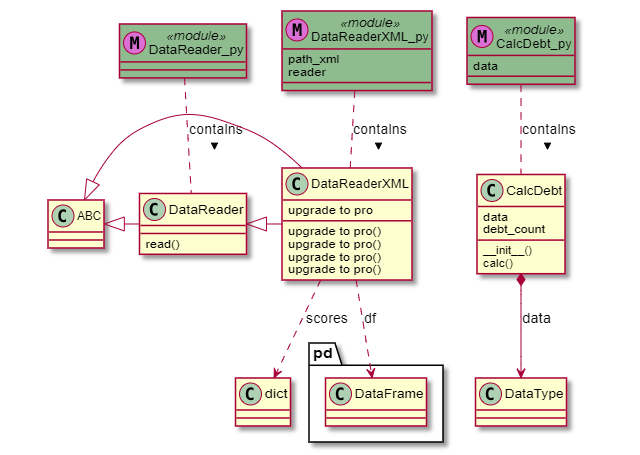 M «module»
DataReader_py
M «module»
DataReaderXML_py
path_xml
reader
M «module»
CalcDebt_py
data
contains
contains
contains
C ABC
C DataReader
read()
C DataReaderXML
upgrade to pro
upgrade to pro()
upgrade to pro()
upgrade to pro()
upgrade to pro()
C CalcDebt
data
debt_count
__init__()
calc()
scores
df
data
pd
C dict
C DataFrame
C DataType